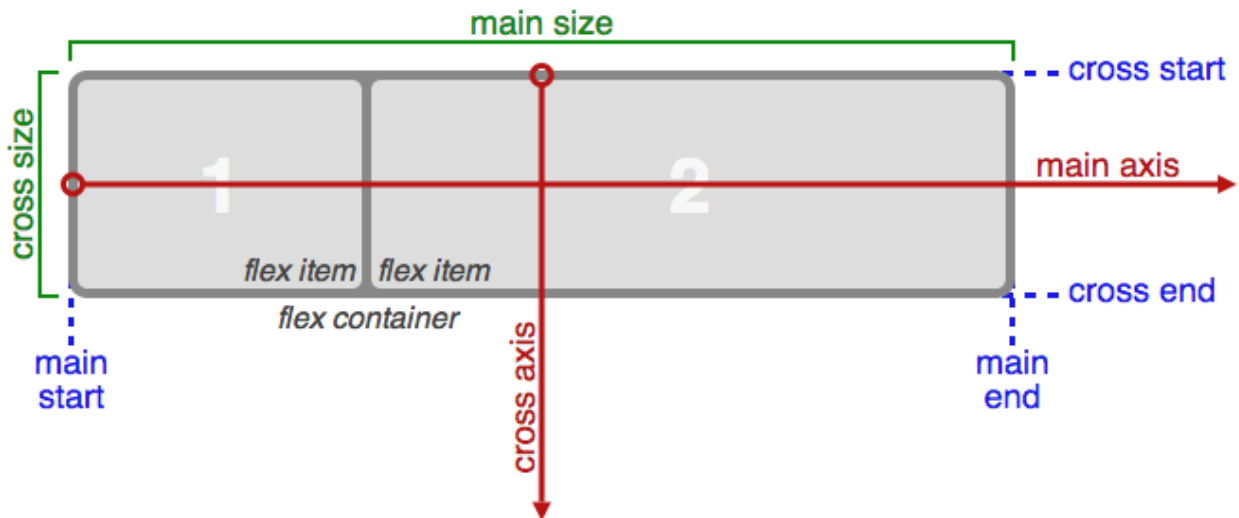 main size
cross start
cross size
main axis
1
2
flex item
flex item
cross end
flex container
cross axis
main
start
main
end